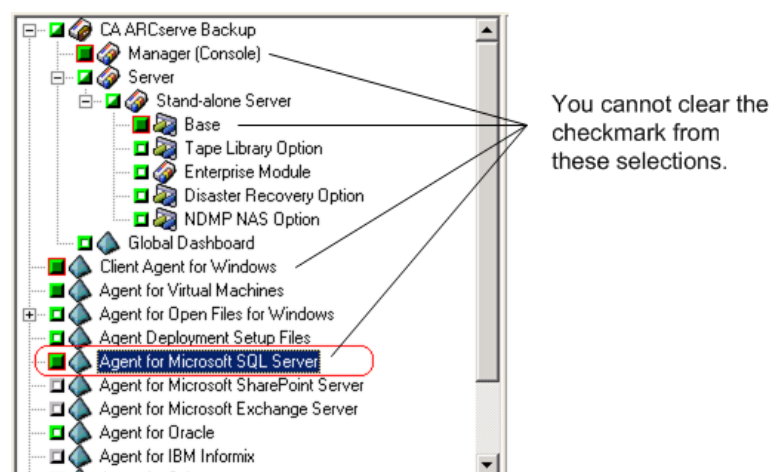 CA ARCserve Backup
Manager (Console)
Server
Stand-alone Server
Base
Tape Library Option
Enterprise Module
Disaster Recovery Option
NDMP NAS Option
Global Dashboard
Client Agent for Windows
Agent for Virtual Machines
Agent for Open Files for Windows
Agent Deployment Setup Files
Agent for Microsoft SQL Server
Agent for Microsoft SharePoint Server
Agent for Microsoft Exchange Server
Agent for Oracle
Agent for IBM Informix
You cannot clear the
checkmark from
these selections.